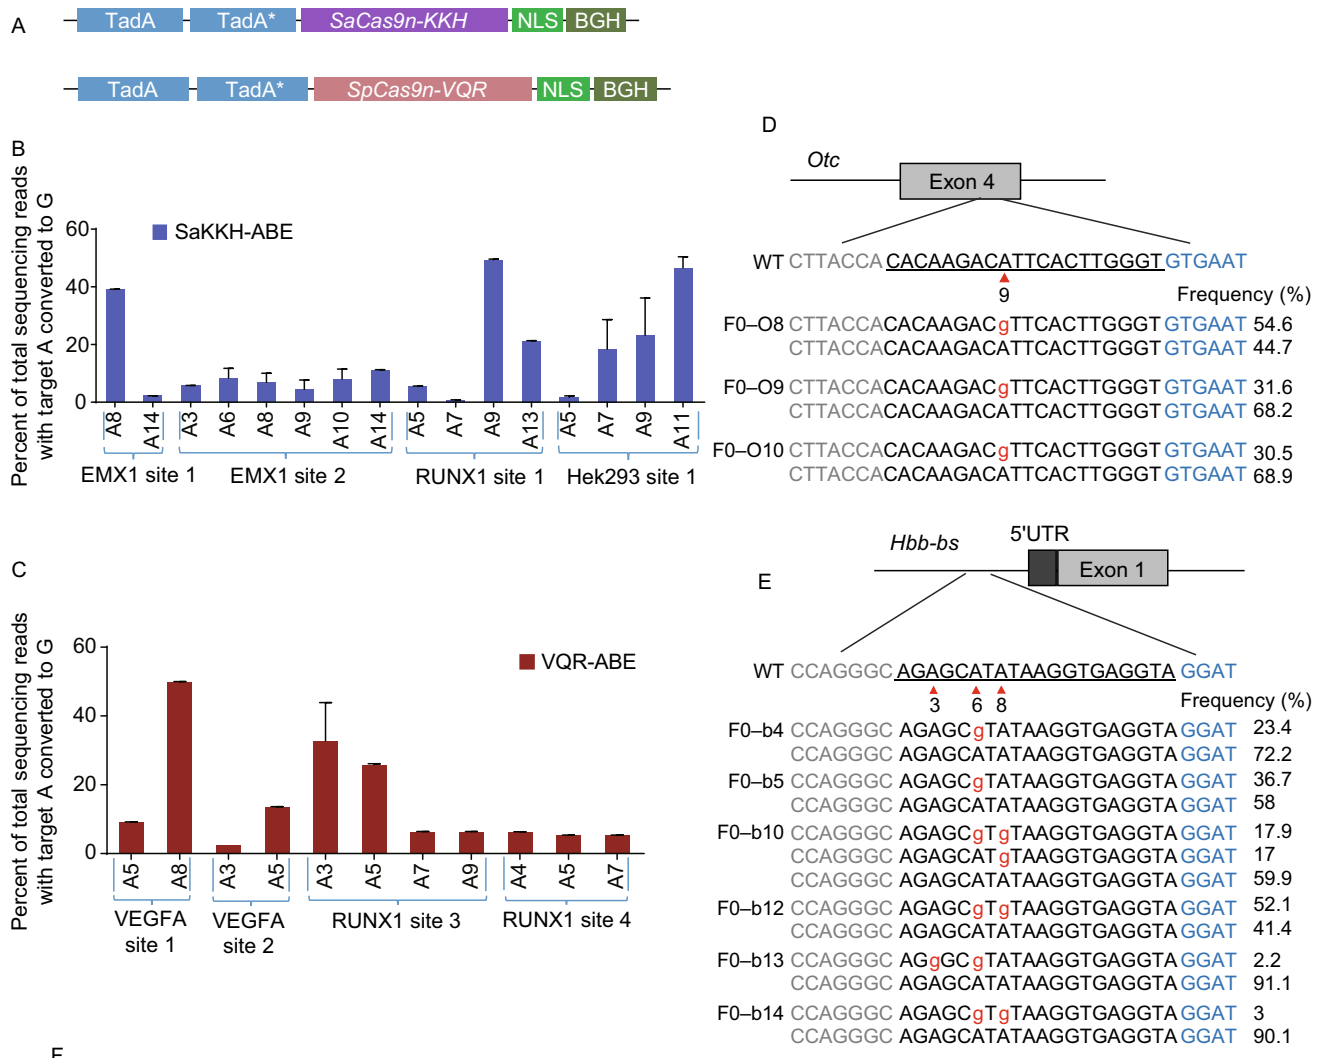 A
TadA TadA* SaCas9n-KKH NLS BGH
TadA TadA* SpCas9n-VQR NLS BGH
B
Percent of total sequencing reads
with target A converted to G
60
40
20
0
SaKKH-ABE
A8 A14 A3 A6 A8 A9 A10 A14 A5 A7 A9 A13 A5 A7 A9 A11
EMX1 site 1 EMX1 site 2 RUNX1 site 1 Hek293 site 1
C
Percent of total sequencing reads
with target A converted to G
60
40
20
0
VQR-ABE
A5 A8 A3 A5 A3 A5 A7 A9 A4 A5 A7
VEGFA site 1 VEGFA site 2 RUNX1 site 3 RUNX1 site 4
D
Otc
Exon 4
WT CTTACCA CACAAGACATTCACTTGGGT GTGAAT
9
Frequency (%)
F0–O8 CTTACCACACAAGACgTTCACTTGGGT GTGAAT 54.6
CTTACCACACAAGACATTCACTTGGGT GTGAAT 44.7
F0–O9 CTTACCACACAAGACgTTCACTTGGGT GTGAAT 31.6
CTTACCACACAAGACATTCACTTGGGT GTGAAT 68.2
F0–O10 CTTACCACACAAGACgTTCACTTGGGT GTGAAT 30.5
CTTACCACACAAGACATTCACTTGGGT GTGAAT 68.9
E
Hbb-bs
5'UTR
Exon 1
WT CCAGGGC AGAGCATATAAGGTGAGGTA GGAT
3 6 8
Frequency (%)
F0–b4 CCAGGGC AGAGCgTATAAGGTGAGGTA GGAT 23.4
CCAGGGC AGAGCATATAAGGTGAGGTA GGAT 72.2
F0–b5 CCAGGGC AGAGCgTATAAGGTGAGGTA GGAT 36.7
CCAGGGC AGAGCATATAAGGTGAGGTA GGAT 58
F0–b10 CCAGGGC AGAGCgTgTAAGGTGAGGTA GGAT 17.9
CCAGGGC AGAGCATgTAAGGTGAGGTA GGAT 17
CCAGGGC AGAGCATATAAGGTGAGGTA GGAT 59.9
F0–b12 CCAGGGC AGAGCgTgTAAGGTGAGGTA GGAT 52.1
CCAGGGC AGAGCATATAAGGTGAGGTA GGAT 41.4
F0–b13 CCAGGGC AGgGCgTATAAGGTGAGGTA GGAT 2.2
CCAGGGC AGAGCATATAAGGTGAGGTA GGAT 91.1
F0–b14 CCAGGGC AGAGCgTgTAAGGTGAGGTA GGAT 3
CCAGGGC AGAGCATATAAGGTGAGGTA GGAT 90.1